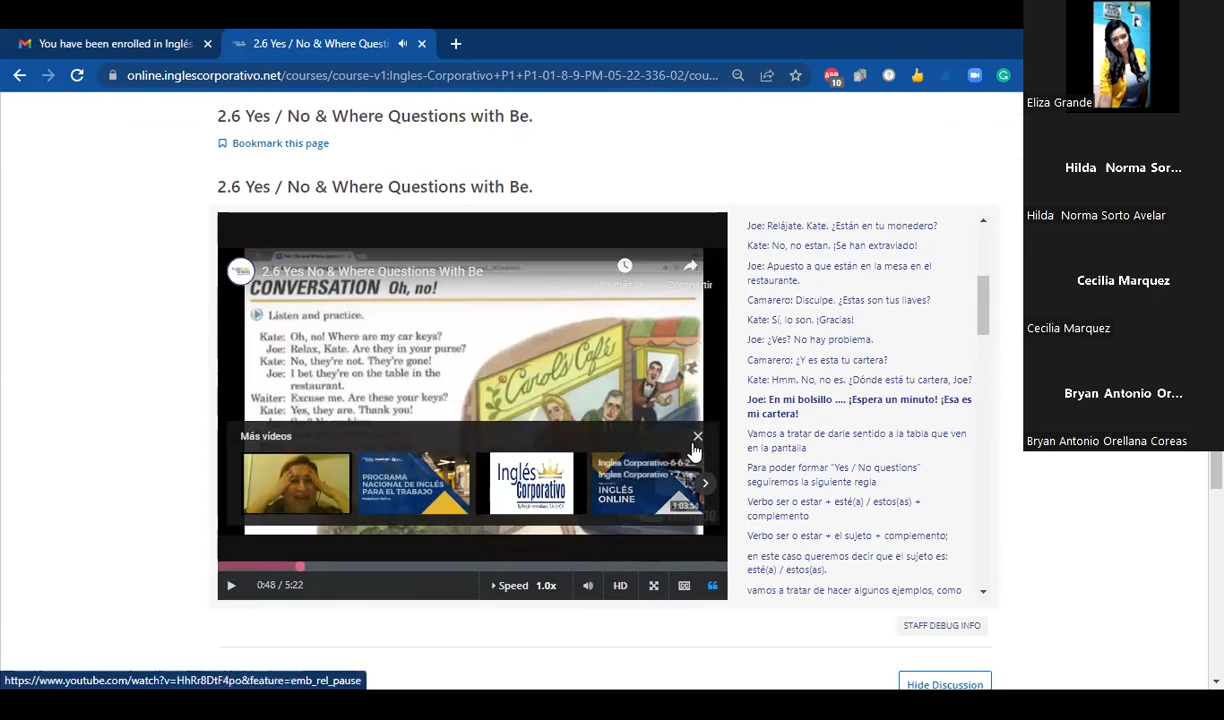 You have been enrolled in Inglés
2.6 Yes / No & Where Questi
online.inglescorporativo.net/courses/course-v1:Ingles-Corporativo+P1+P1-01-8-9-PM-05-22-336-02/cou...
10
2.6 Yes / No & Where Questions with Be.
Bookmark this page
2.6 Yes / No & Where Questions with Be.
2.6 Yes No & Where Questions With Be
CONVERSATION Oh, no!
Listen and practice.
Kate: Oh, no! Where are my car keys?
Joe: Relax, Kate. Are they in your purse?
Kate: No, they're not. They're gone!
Joe: I bet they're on the table in the
restaurant.
Waiter: Excuse me. Are these your keys?
Kate: Yes, they are. Thank you!
Carol's Café
Más vídeos
PROGRAMA
NACIONAL DE INGLÉS
PARA EL TRABAJO
Inglés
Corporativo
Inglés Corporativo-6-6-2
Inglés Corporativo
INGLÉS
ONLINE
1:03:54
0:48 / 5:22
Speed 1.0x
HD
Joe: Relájate. Kate. ¿Están en tu monedero?
Kate: No, no estan. ¡Se han extraviado!
Joe: Apuesto a que están en la mesa en el
restaurante.
Camarero: Disculpe. ¿Estas son tus llaves?
Kate: Sí, lo son. ¡Gracias!
Joe: ¿Ves? No hay problema.
Camarero: ¿Y es esta tu cartera?
Kate: Hmm. No, no es. ¿Dónde está tu cartera, Joe?
Joe: En mi bolsillo .... ¡Espera un minuto! ¡Esa es
mi cartera!
Vamos a tratar de darle sentido a la tabla que ven
en la pantalla
Para poder formar "Yes / No questions"
seguiremos la siguiente regla
Verbo ser o estar + esté(a) / estos(as) +
complemento
Verbo ser o estar + el sujeto + complemento;
en este caso queremos decir que el sujeto es:
esté(a) / estos(as).
vamos a tratar de hacer algunos ejemplos, como
STAFF DEBUG INFO
Hide Discussion
https://www.youtube.com/watch?v=HhRr8DtF4po&feature=emb_rel_pause
Eliza Grande
Hilda Norma Sor...
Hilda Norma Sorto Avelar
Cecilia Marquez
Cecilia Marquez
Bryan Antonio Or...
Bryan Antonio Orellana Coreas